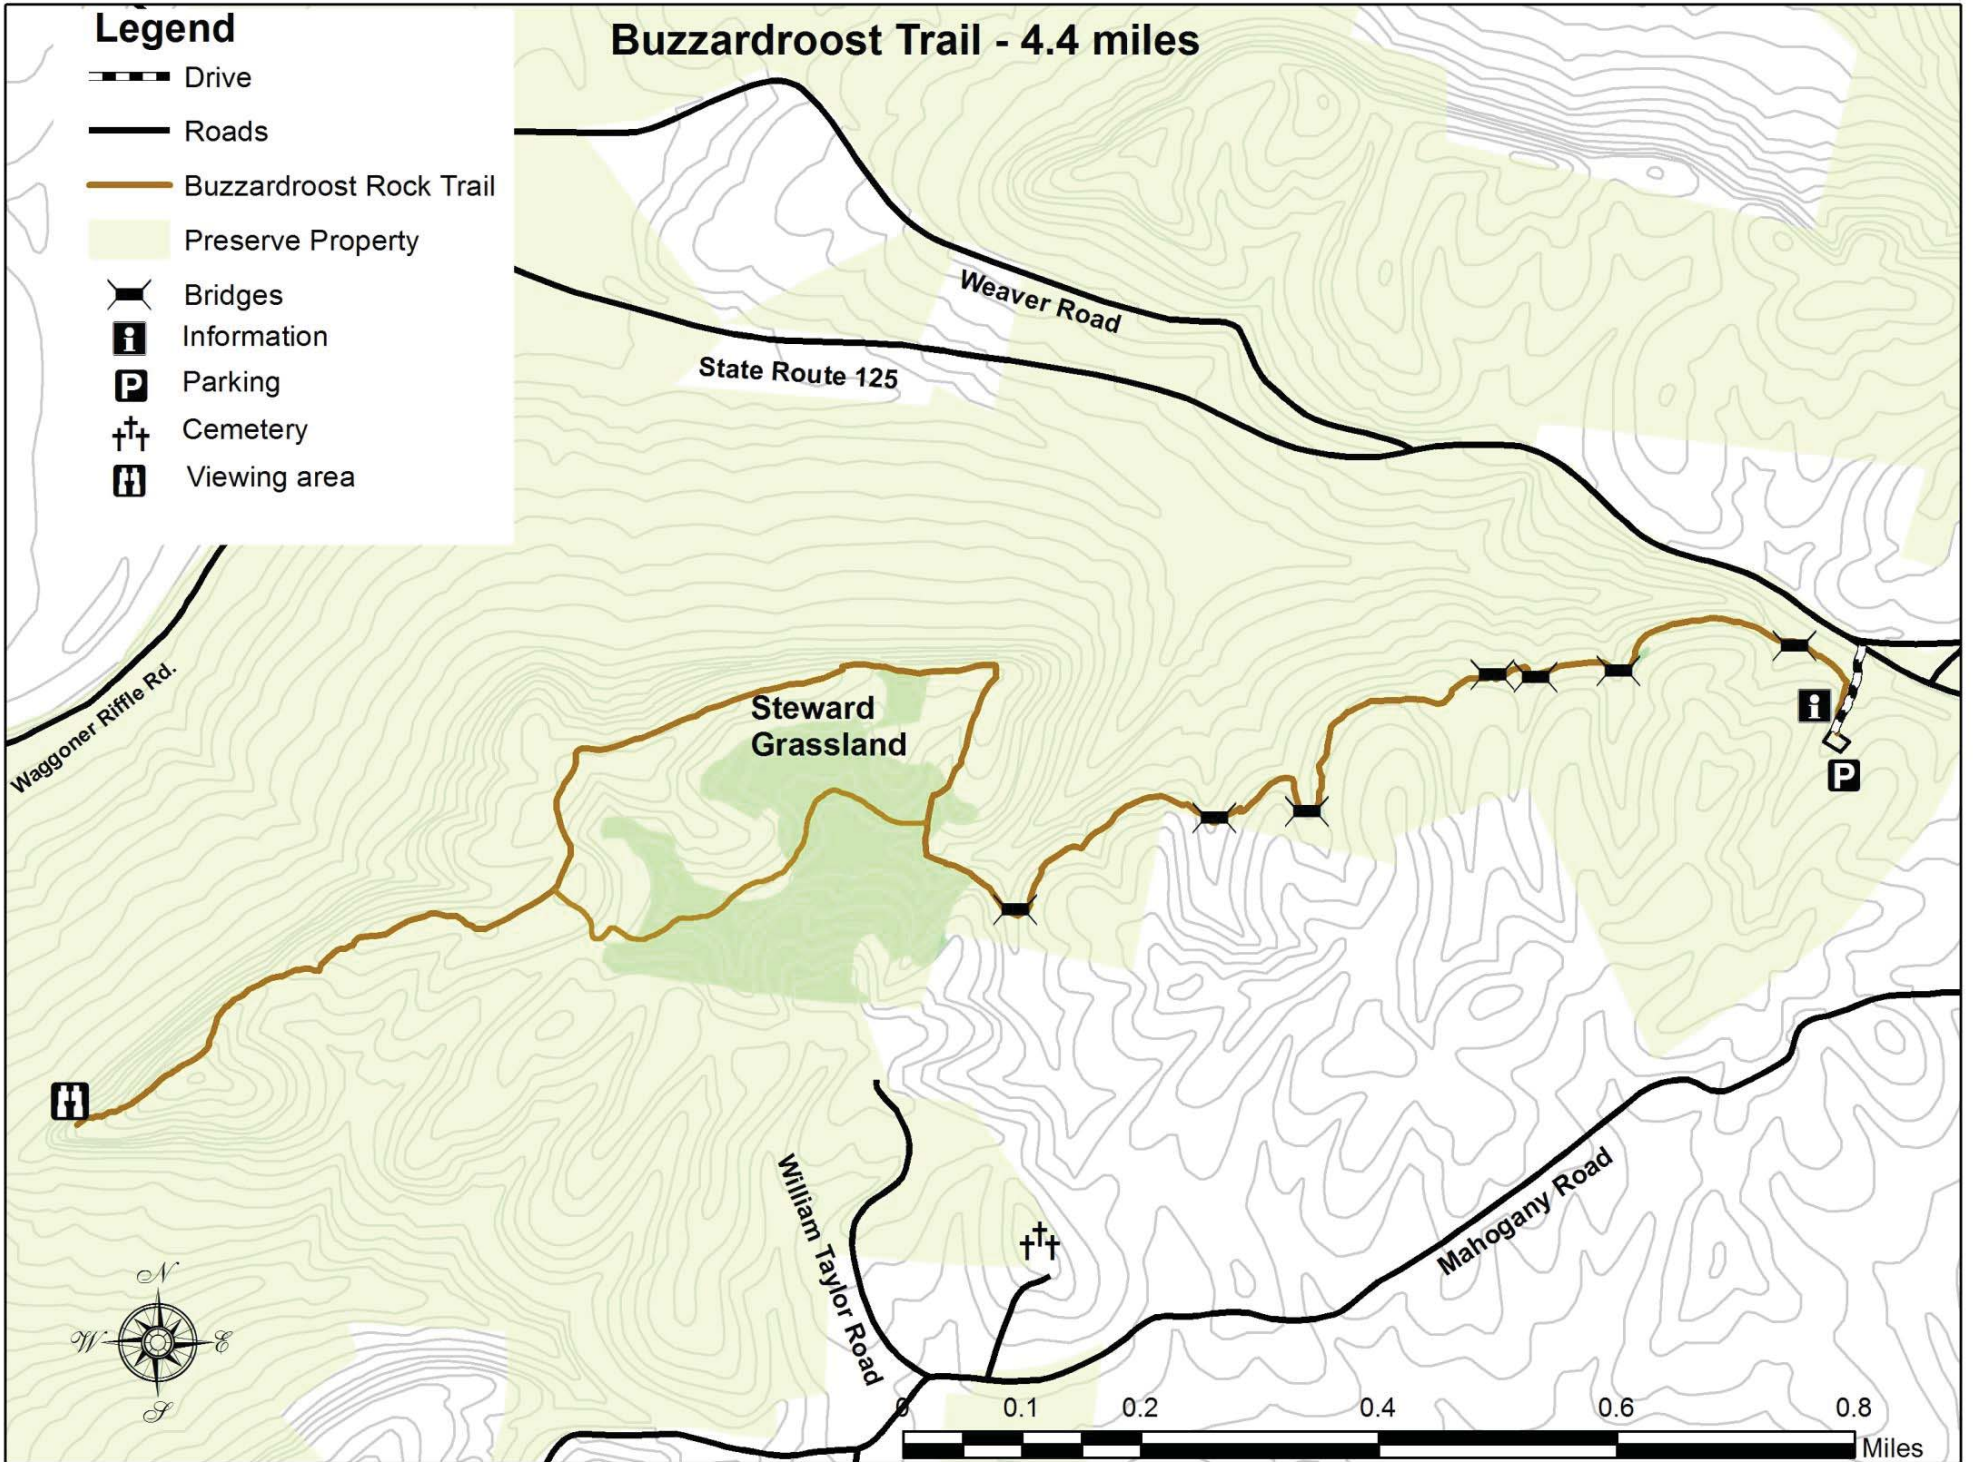 Buzzardroost Trail - 4.4 miles
Legend
Drive
Roads
Buzzardroost Rock Trail
Preserve Property
Bridges
i Information
P Parking
Cemetery
Viewing area
Weaver Road
State Route 125
Waggoner Riffle Rd.
Steward
Grassland
i
P
William Taylor Road
Mahogany Road
N
W E
S
0 0.1 0.2 0.4 0.6 0.8
Miles